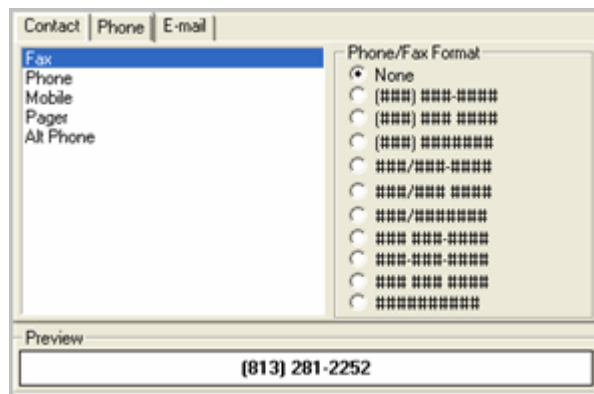 Contact Phone E-mail
Fax
Phone
Mobile
Pager
Alt Phone
Phone/Fax Format
None
(###) ###-####
(###) ### ####
(###) #######
###/###-####
###/### ####
###/#######
### ###-####
###-###-####
### ### ####
##########
Preview
(813) 281-2252